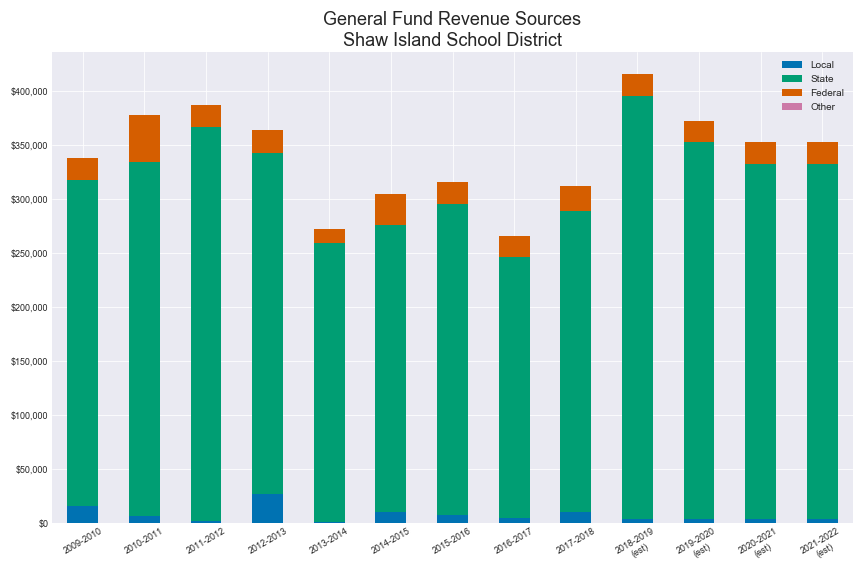 General Fund Revenue Sources
Shaw Island School District
Local
State
Federal
Other
$400,000
$350,000
$300,000
$250,000
$200,000
$150,000
$100,000
$50,000
$0
2009-2010
2010-2011
2011-2012
2012-2013
2013-2014
2014-2015
2015-2016
2016-2017
2017-2018
2018-2019
(est)
2019-2020
(est)
2020-2021
(est)
2021-2022
(est)